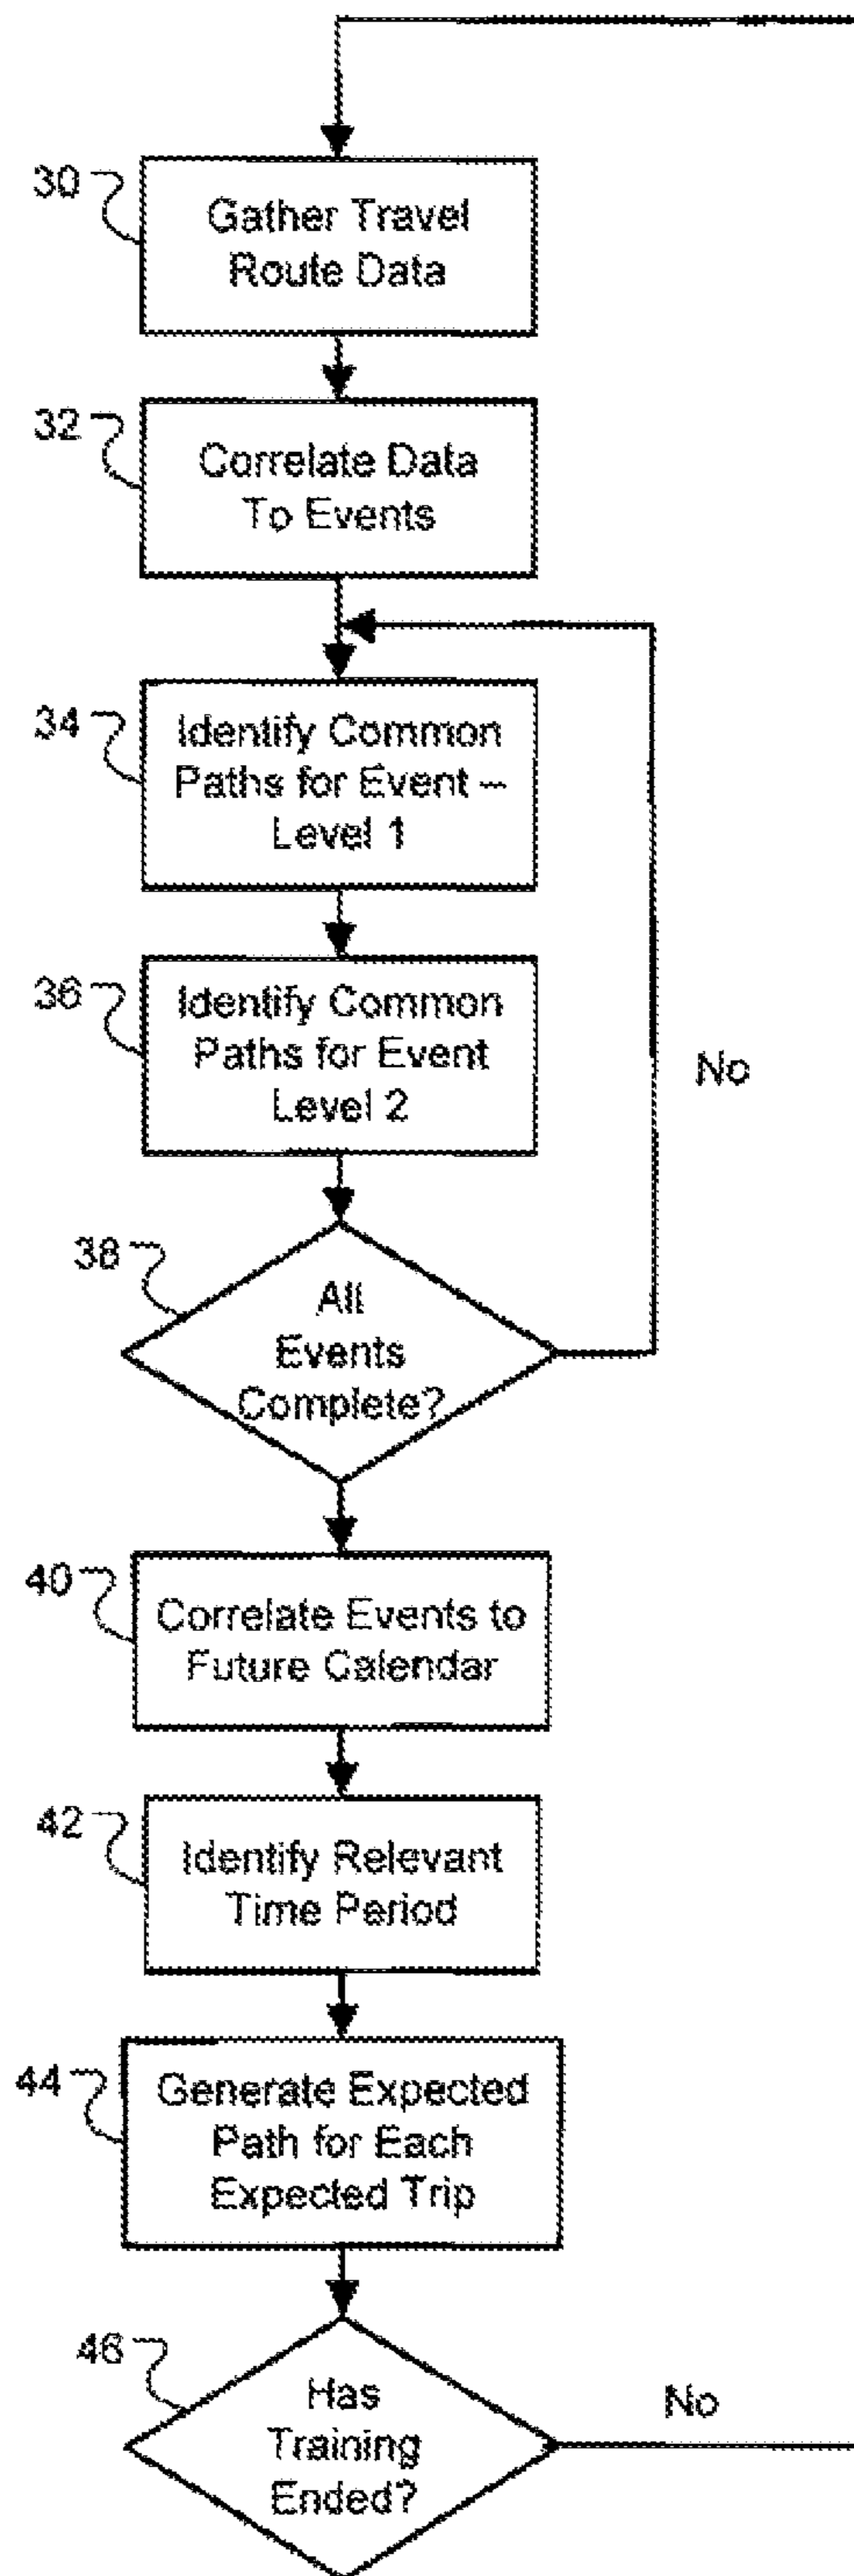 30
Gather Travel
Route Data
32
Correlate Data
To Events
34
Identify Common
Paths for Event –
Level 1
36
Identify Common
Paths for Event
Level 2
No
38
All
Events
Complete?
40
Correlate Events to
Future Calendar
42
Identify Relevant
Time Period
44
Generate Expected
Path for Each
Expected Trip
46
Has
Training
Ended?
No